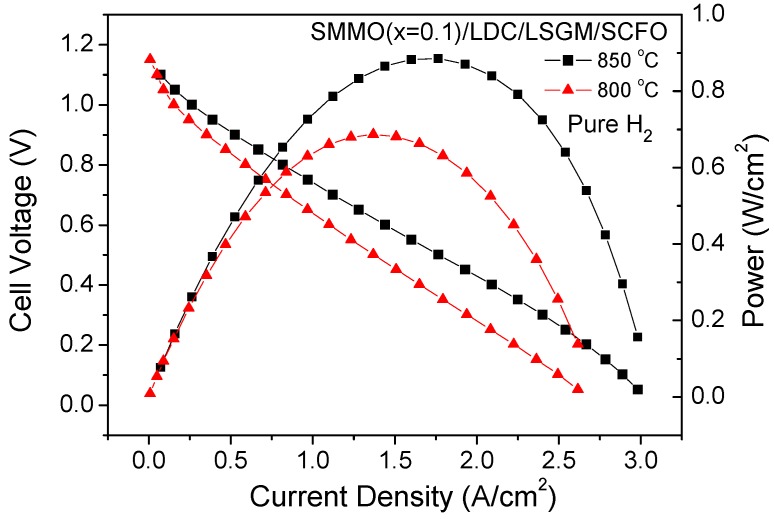 SMMO(x=0.1)/LDC/LSGM/SCFO
850 °C
800 °C
Pure H₂
Cell Voltage (V)
1.2
1.0
0.8
0.6
0.4
0.2
0.0
Power (W/cm²)
1.0
0.8
0.6
0.4
0.2
0.0
0.0 0.5 1.0 1.5 2.0 2.5 3.0
Current Density (A/cm²)